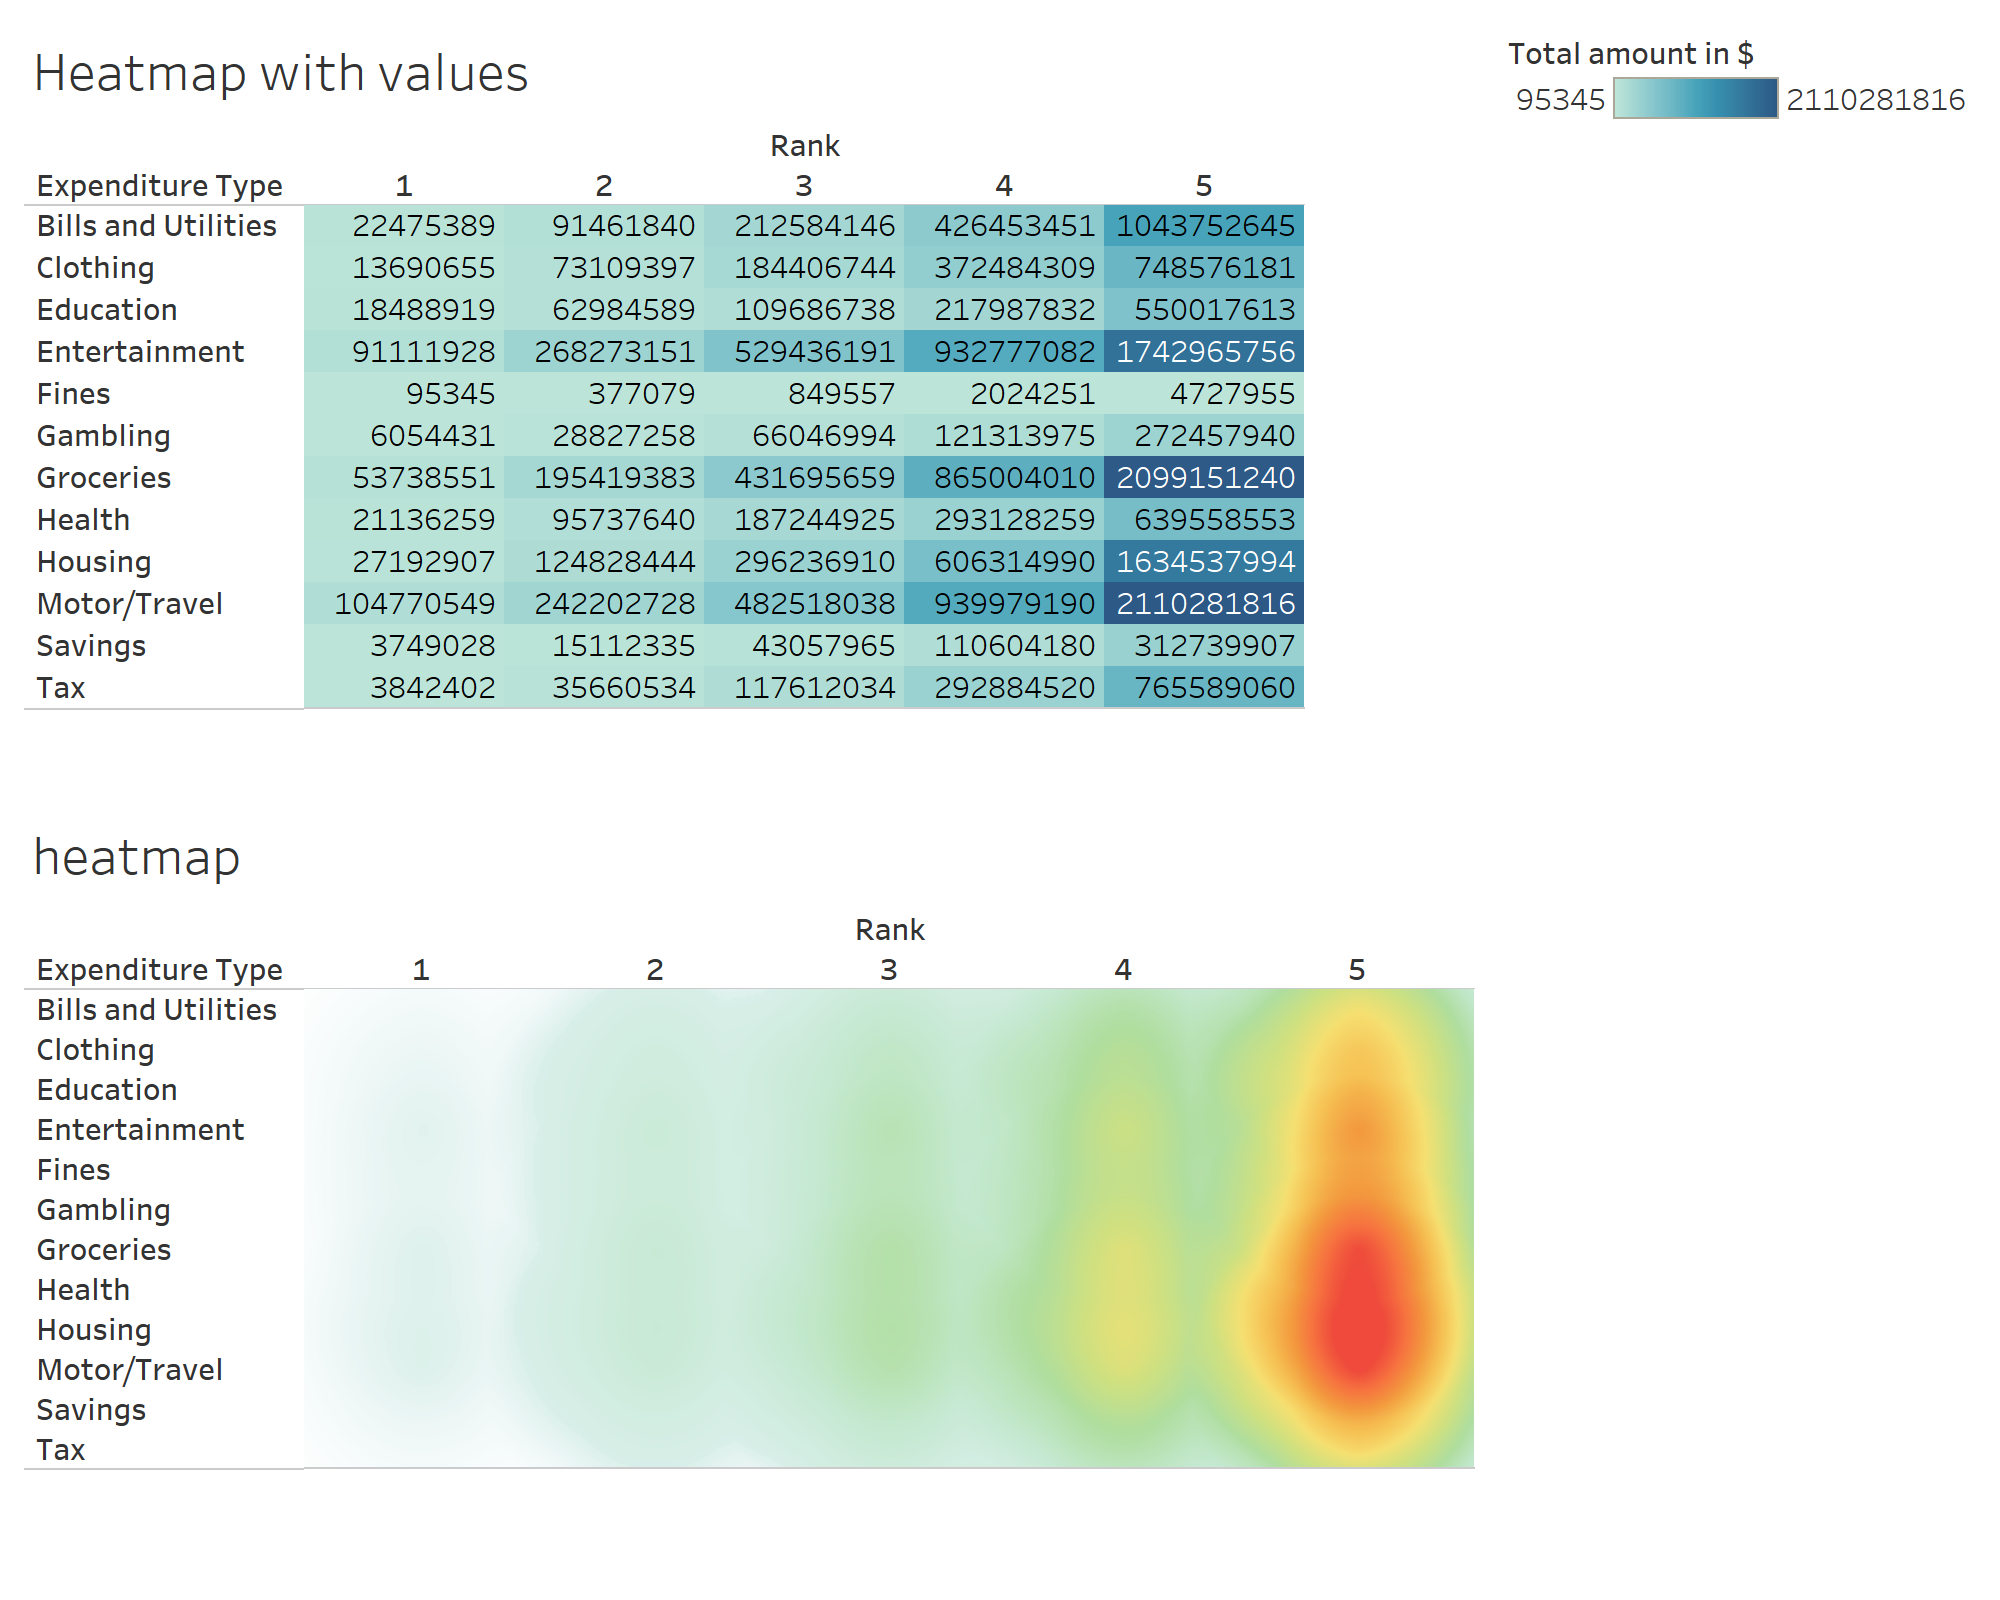 Heatmap with values
Total amount in $
95345 2110281816
Rank
Expenditure Type 1 2 3 4 5
Bills and Utilities 22475389 91461840 212584146 426453451 1043752645
Clothing 13690655 73109397 184406744 372484309 748576181
Education 18488919 62984589 109686738 217987832 550017613
Entertainment 91111928 268273151 529436191 932777082 1742965756
Fines 95345 377079 849557 2024251 4727955
Gambling 6054431 28827258 66046994 121313975 272457940
Groceries 53738551 195419383 431695659 865004010 2099151240
Health 21136259 95737640 187244925 293128259 639558553
Housing 27192907 124828444 296236910 606314990 1634537994
Motor/Travel 104770549 242202728 482518038 939979190 2110281816
Savings 3749028 15112335 43057965 110604180 312739907
Tax 3842402 35660534 117612034 292884520 765589060
heatmap
Rank
Expenditure Type 1 2 3 4 5
Bills and Utilities
Clothing
Education
Entertainment
Fines
Gambling
Groceries
Health
Housing
Motor/Travel
Savings
Tax